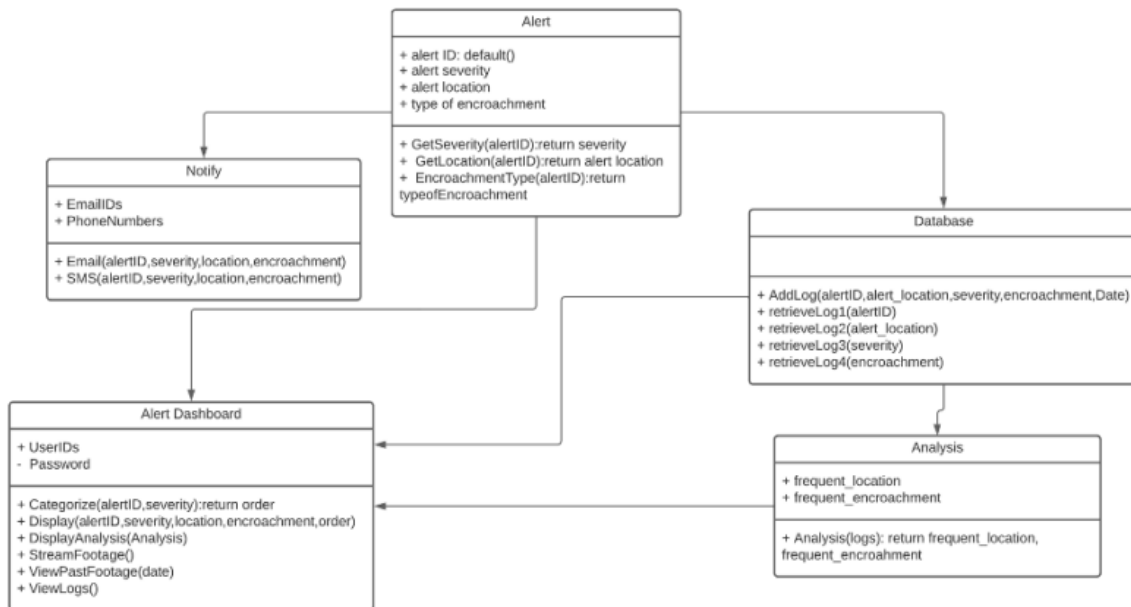 Alert
+ alert ID: default()
+ alert severity
+ alert location
+ type of encroachment
+ GetSeverity(alertID):return severity
+ GetLocation(alertID):return alert location
+ EncroachmentType(alertID):return
typeofEncroachment
Notify
+ EmailIDs
+ PhoneNumbers
+ Email(alertID,severity,location,encroachment)
+ SMS(alertID,severity,location,encroachment)
Database
+ AddLog(alertID,alert_location,severity,encroachment,Date)
+ retrieveLog1(alertID)
+ retrieveLog2(alert_location)
+ retrieveLog3(severity)
+ retrieveLog4(encroachment)
Alert Dashboard
+ UserIDs
- Password
+ Categorize(alertID,severity):return order
+ Display(alertID,severity,location,encroachment,order)
+ DisplayAnalysis(Analysis)
+ StreamFootage()
+ ViewPastFootage(date)
+ ViewLogs()
Analysis
+ frequent_location
+ frequent_encroachment
+ Analysis(logs): return frequent_location,
frequent_encroahment